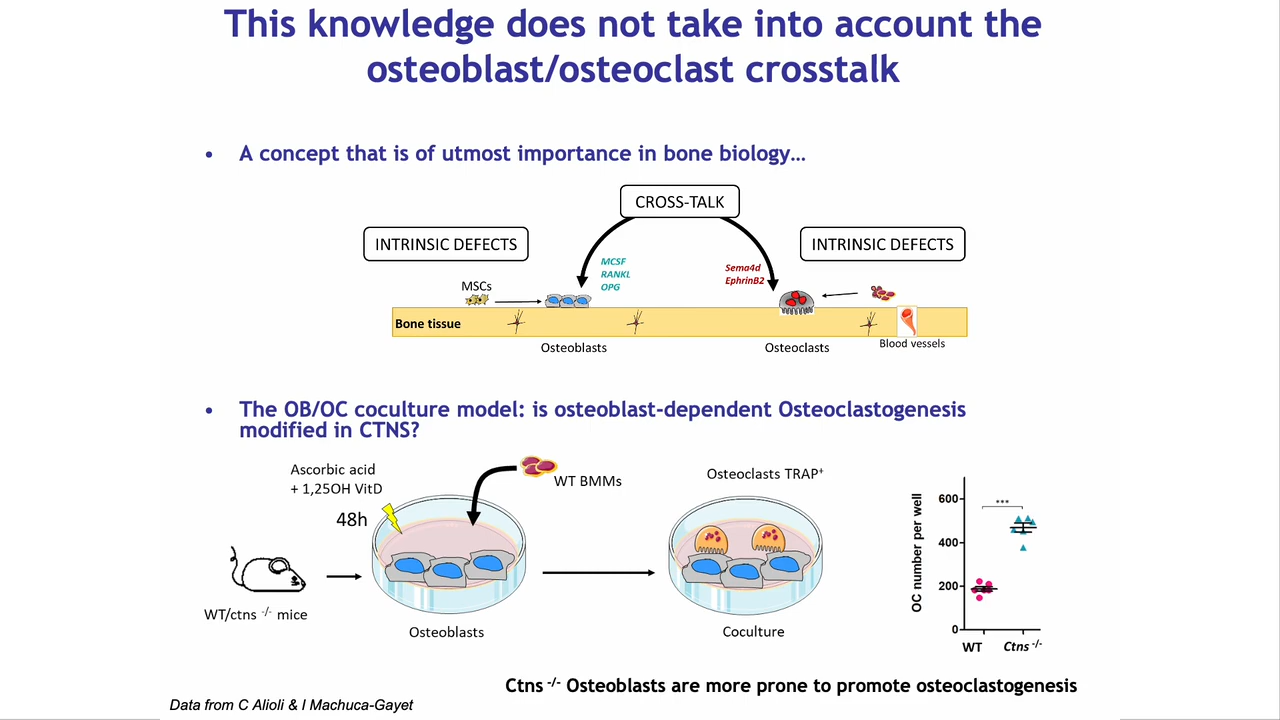 This knowledge does not take into account the
osteoblast/osteoclast crosstalk
• A concept that is of utmost importance in bone biology…
CROSS-TALK
INTRINSIC DEFECTS
INTRINSIC DEFECTS
MCSF
RANKL
OPG
Sema4d
EphrinB2
MSCs
Bone tissue
Osteoblasts
Osteoclasts
Blood vessels
• The OB/OC coculture model: is osteoblast-dependent Osteoclastogenesis
modified in CTNS?
Ascorbic acid
+ 1,25OH VitD
48h
WT BMMs
Osteoclasts TRAP⁺
WT/ctns ⁻/⁻ mice
Osteoblasts
Coculture
OC number per well
600
400
200
0
***
WT
Ctns ⁻/⁻
Ctns ⁻/⁻ Osteoblasts are more prone to promote osteoclastogenesis
Data from C Alioli & I Machuca-Gayet